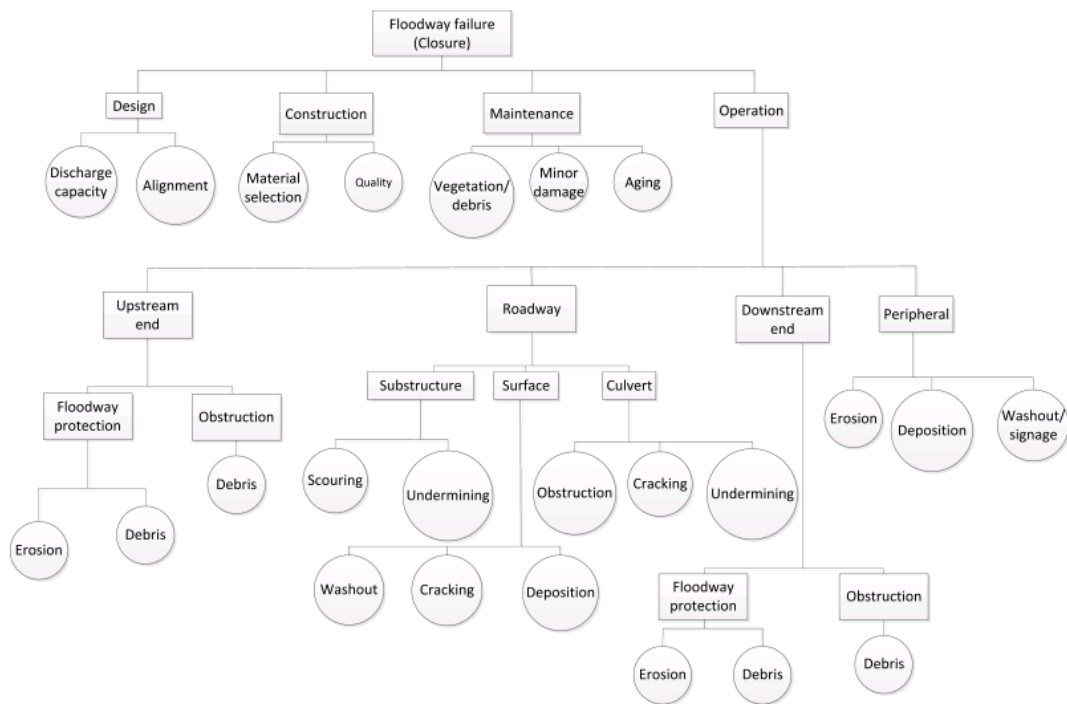 Floodway failure
(Closure)
Design
Construction
Maintenance
Operation
Discharge
capacity
Alignment
Material
selection
Quality
Vegetation/
debris
Minor
damage
Aging
Upstream
end
Roadway
Downstream
end
Peripheral
Substructure
Surface
Culvert
Floodway
protection
Obstruction
Erosion
Deposition
Washout/
signage
Debris
Scouring
Undermining
Obstruction
Cracking
Undermining
Erosion
Debris
Washout
Cracking
Deposition
Floodway
protection
Obstruction
Erosion
Debris
Debris